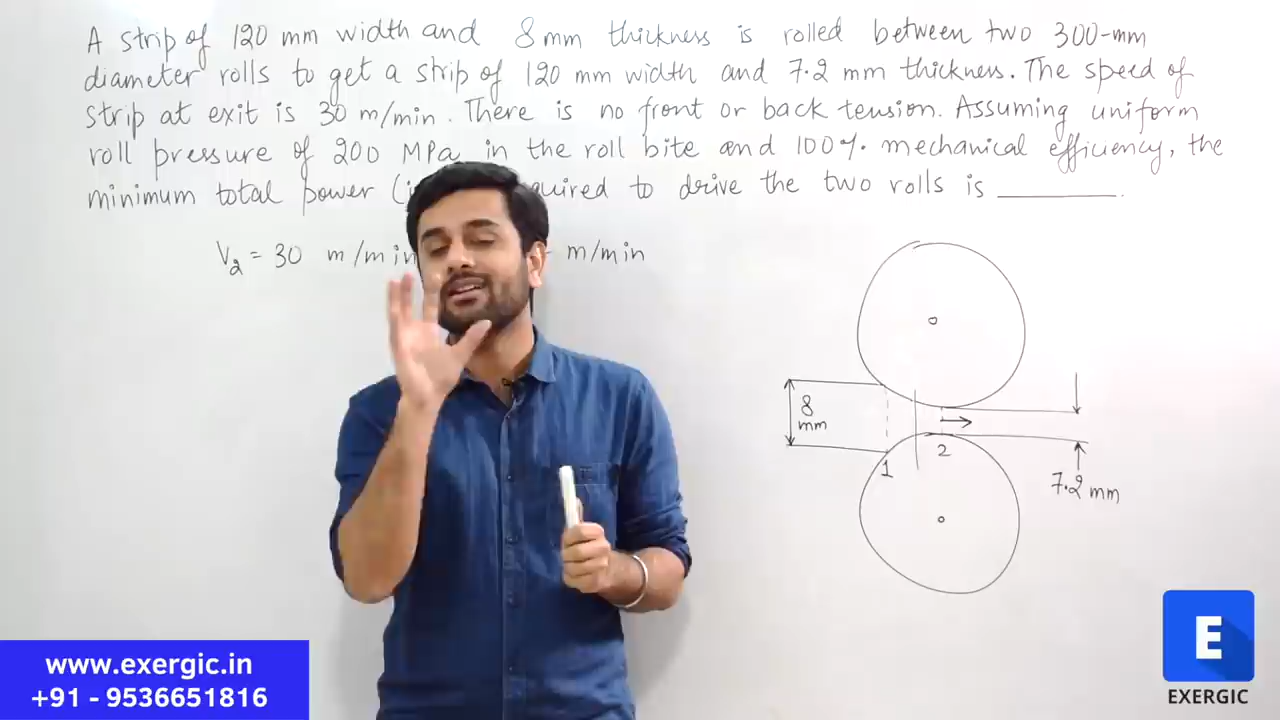 A strip of 120 mm width and 8 mm thickness is rolled between two 300-mm
diameter rolls to get a strip of 120 mm width and 7.2 mm thickness. The speed of
strip at exit is 30 m/min. There is no front or back tension. Assuming uniform
roll pressure of 200 MPa in the roll bite and 100% mechanical efficiency, the
minimum total power required to drive the two rolls is
V2 = 30 m/min m/min
8
mm
1
2
7.2 mm
www.exergic.in
+91 - 9536651816
E
EXERGIC